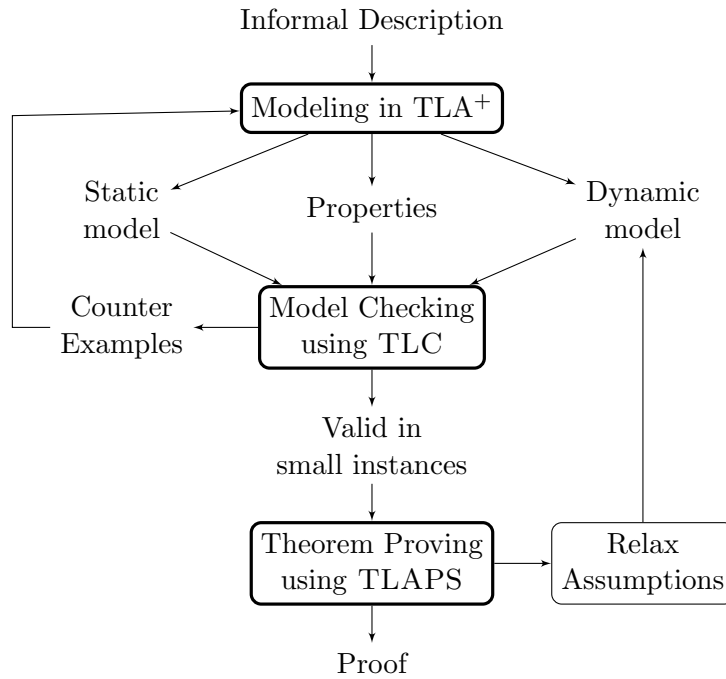 Informal Description
Modeling in TLA⁺
Static
model
Properties
Dynamic
model
Counter
Examples
Model Checking
using TLC
Valid in
small instances
Theorem Proving
using TLAPS
Relax
Assumptions
Proof